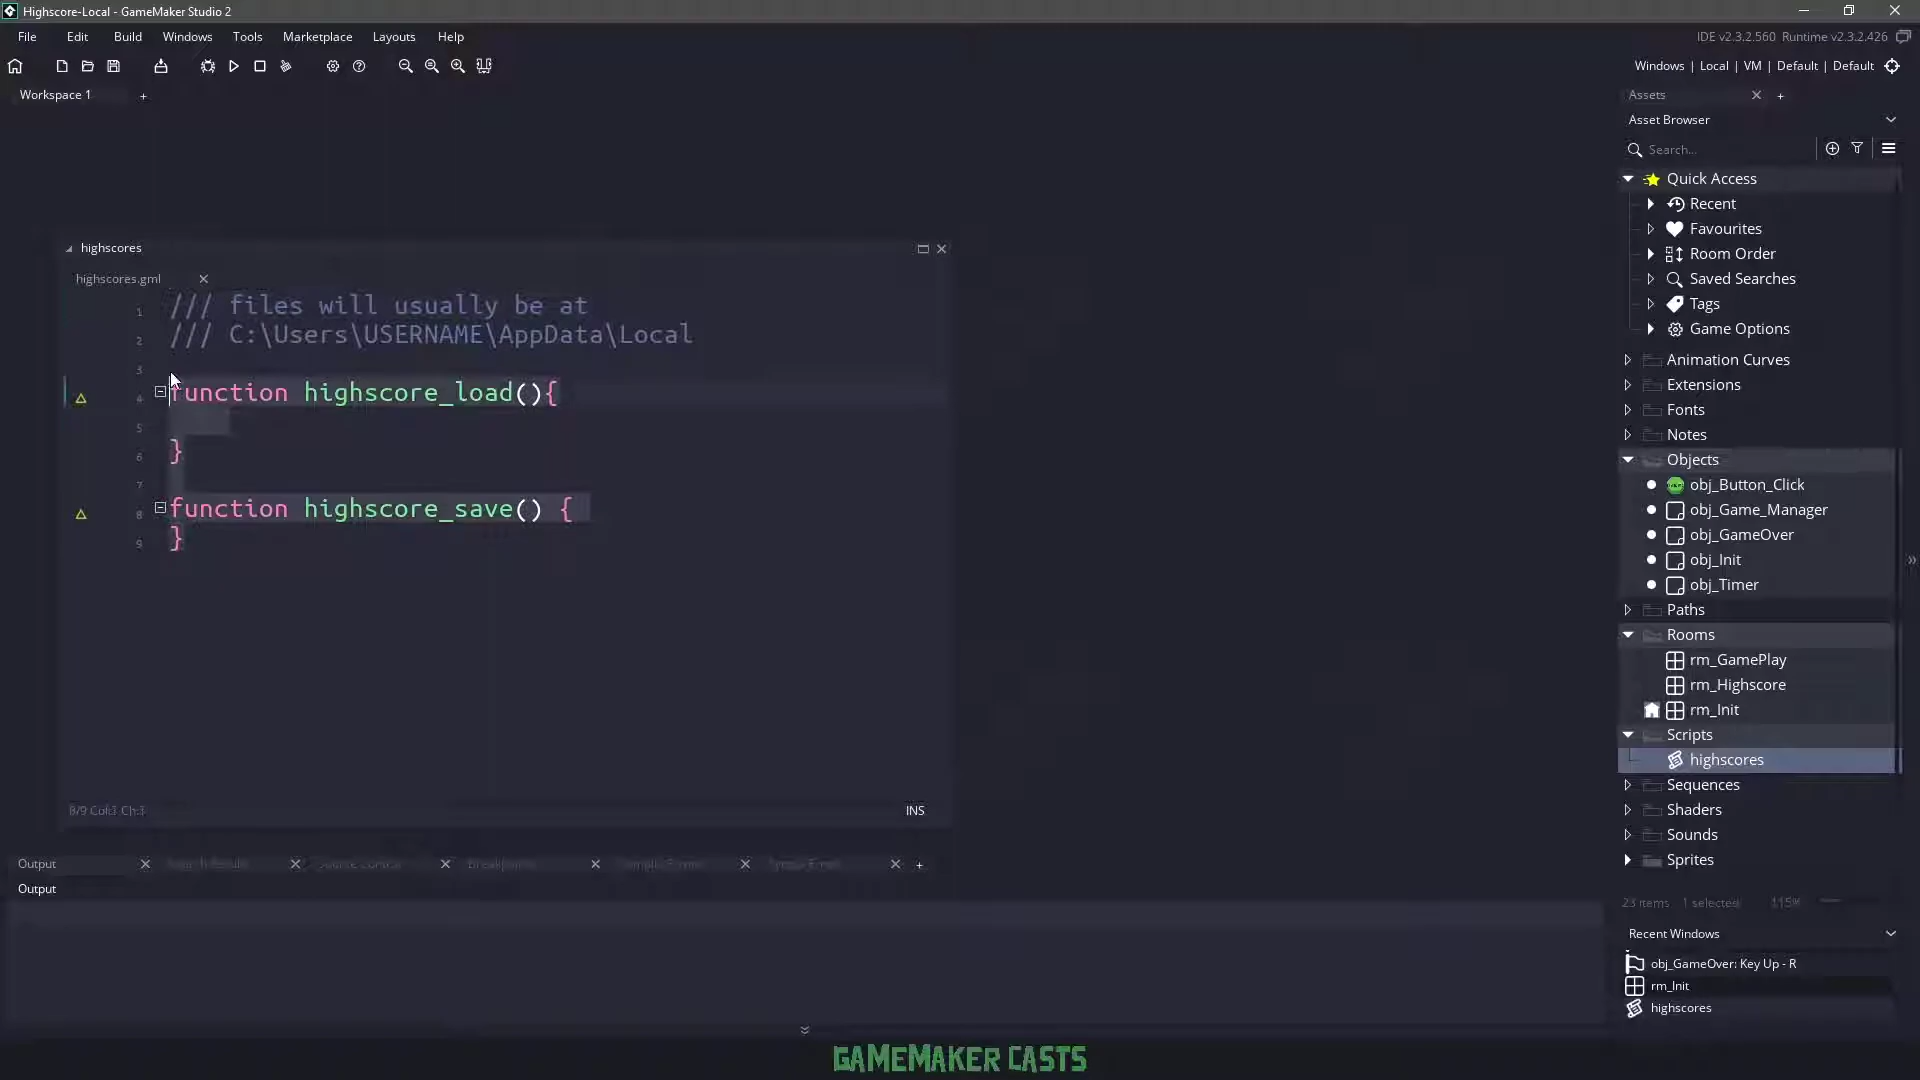 Highscore-Local - GameMaker Studio 2
File Edit Build Windows Tools Marketplace Layouts Help
IDE v2.3.2.560 Runtime v2.3.2.426
Windows | Local | VM | Default | Default
Workspace 1 +
Assets
Asset Browser
Search...
Quick Access
Recent
Favourites
Room Order
Saved Searches
Tags
Game Options
Animation Curves
Extensions
Fonts
Notes
Objects
obj_Button_Click
obj_Game_Manager
obj_GameOver
obj_Init
obj_Timer
Paths
Rooms
rm_GamePlay
rm_Highscore
rm_Init
Scripts
highscores
Sequences
Shaders
Sounds
Sprites
23 items 1 selected 115%
Recent Windows
obj_GameOver: Key Up - R
rm_Init
highscores
highscores
highscores.gml
1 /// files will usually be at
2 /// C:\Users\USERNAME\AppData\Local
3
4 function highscore_load(){
5
6 }
7
8 function highscore_save() {
9 }
INS
Output
Output
GAMEMAKER CASTS